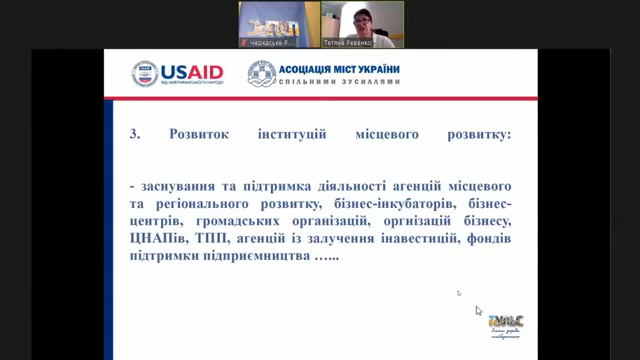 Черкаське Р...
Тетяна Ревенко
USAID
ВІД АМЕРИКАНСЬКОГО НАРОДУ
АСОЦІАЦІЯ МІСТ УКРАЇНИ
СПІЛЬНИМИ ЗУСИЛЛЯМИ
3. Розвиток інституцій місцевого розвитку:
- заснування та підтримка діяльності агенцій місцевого
та регіонального розвитку, бізнес-інкубаторів, бізнес-
центрів, громадських організацій, оргнізацій бізнесу,
ЦНАПів, ТПП, агенцій із залучення інавестицій, фондів
підтримки підприємництва …...
ПУЛЬС